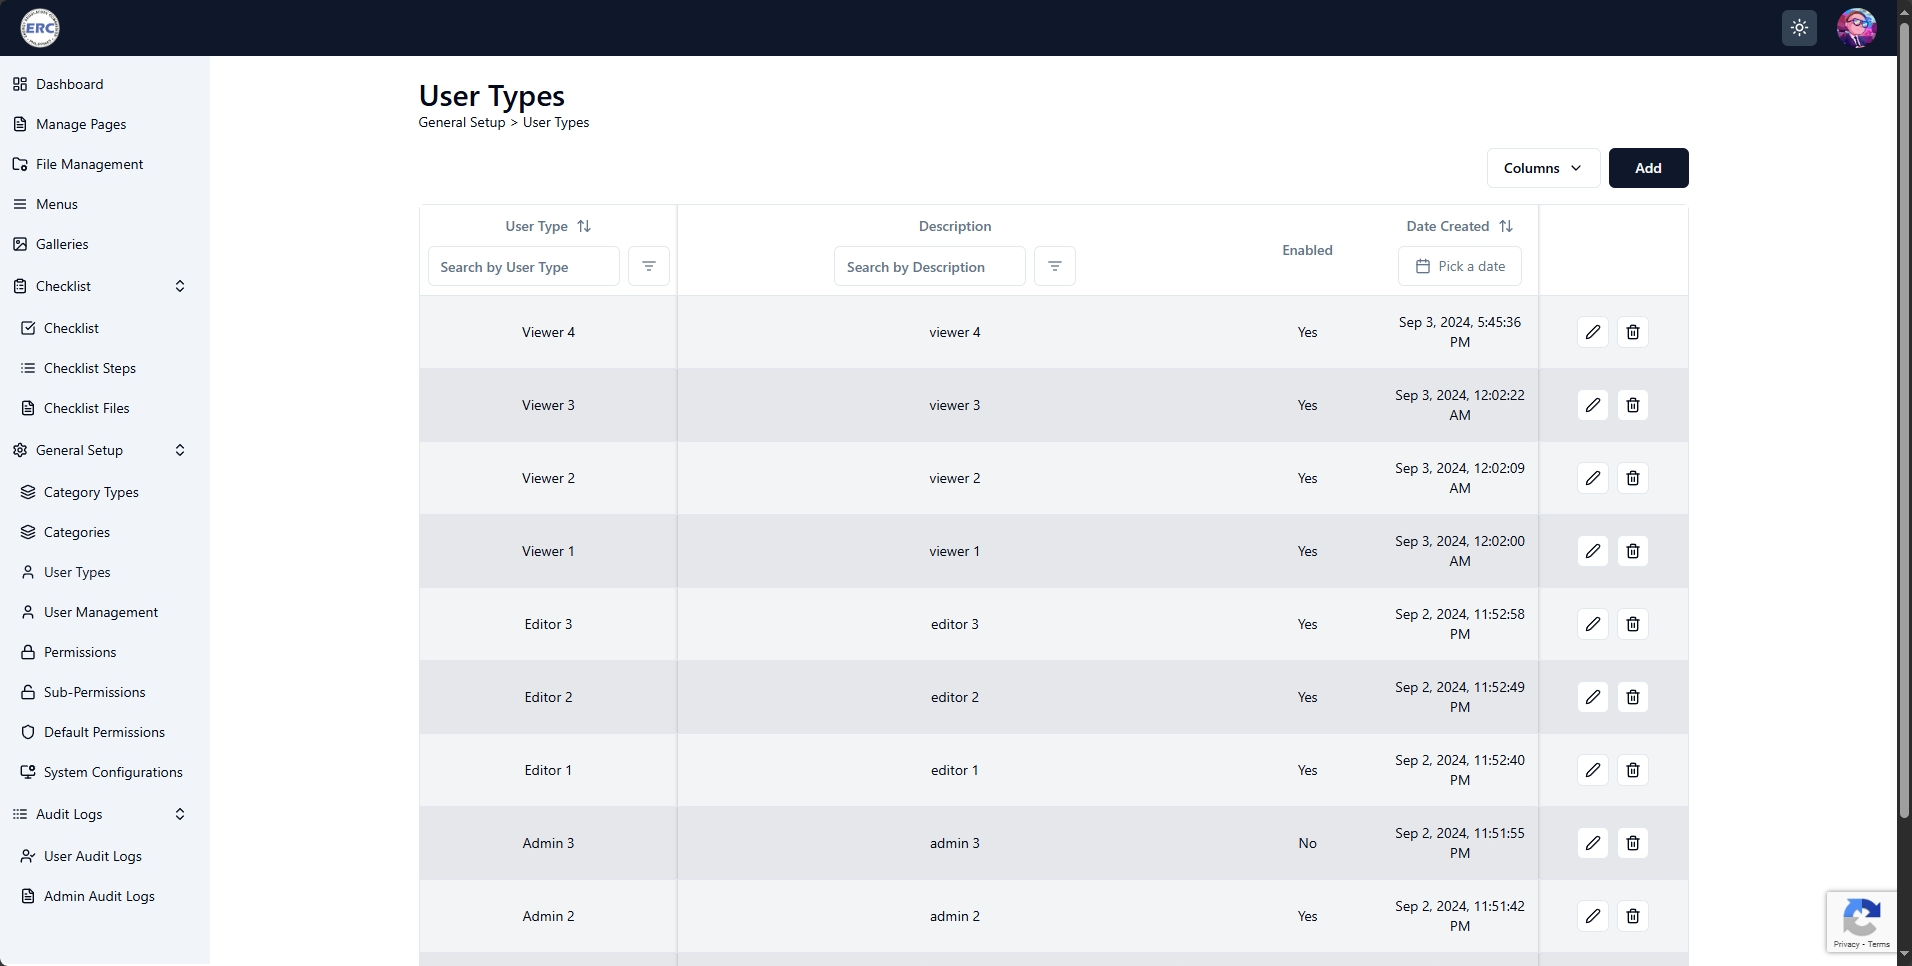 ERC
Dashboard
Manage Pages
File Management
Menus
Galleries
Checklist
Checklist
Checklist Steps
Checklist Files
General Setup
Category Types
Categories
User Types
User Management
Permissions
Sub-Permissions
Default Permissions
System Configurations
Audit Logs
User Audit Logs
Admin Audit Logs
User Types
General Setup > User Types
Columns Add
User Type Description Enabled Date Created
Search by User Type Search by Description Pick a date
Viewer 4 viewer 4 Yes Sep 3, 2024, 5:45:36
PM
Viewer 3 viewer 3 Yes Sep 3, 2024, 12:02:22
AM
Viewer 2 viewer 2 Yes Sep 3, 2024, 12:02:09
AM
Viewer 1 viewer 1 Yes Sep 3, 2024, 12:02:00
AM
Editor 3 editor 3 Yes Sep 2, 2024, 11:52:58
PM
Editor 2 editor 2 Yes Sep 2, 2024, 11:52:49
PM
Editor 1 editor 1 Yes Sep 2, 2024, 11:52:40
PM
Admin 3 admin 3 No Sep 2, 2024, 11:51:55
PM
Admin 2 admin 2 Yes Sep 2, 2024, 11:51:42
PM
Privacy - Terms